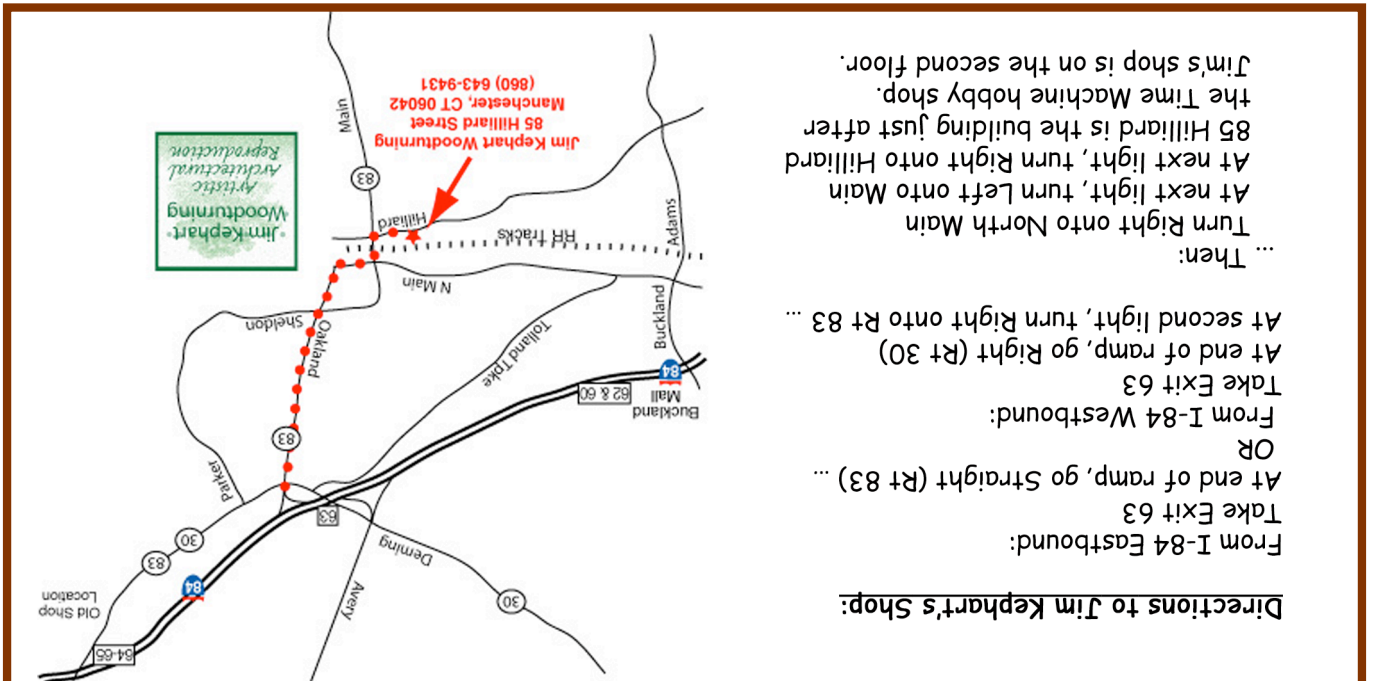 Directions to Jim Kephart's Shop:
From I-84 Eastbound:
Take Exit 63
At end of ramp, go Straight (Rt 83) ...
OR
From I-84 Westbound:
Take Exit 63
At end of ramp, go Right (Rt 30)
At second light, turn Right onto Rt 83 ...
... Then:
Turn Right onto North Main
At next light, turn Left onto Main
At next light, turn Right onto Hilliard
85 Hilliard is the building just after
the Time Machine hobby shop.
Jim's shop is on the second floor.
64-65
Old Shop
Location
84
30
Avery
83
30
Deming
63
Parker
83
Buckland
Mall
62 & 60
84
Tolland Tpke
Oakland
Sheldon
Buckland
N Main
RR Tracks
Adams
Hilliard
83
Main
Jim Kephart Woodturning
85 Hilliard Street
Manchester, CT 06042
(860) 643-9431
"Jim Kephart"
Woodturning
Artistic
Architectural
Reproduction